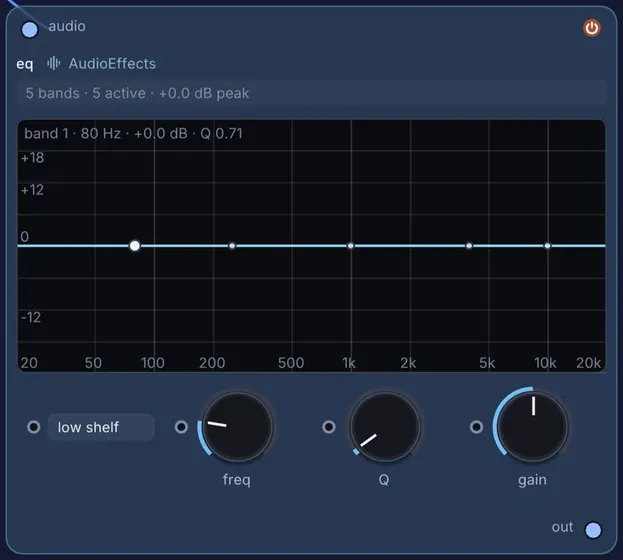 audio
eq AudioEffects
5 bands · 5 active · +0.0 dB peak
band 1 · 80 Hz · +0.0 dB · Q 0.71
+18
+12
0
-12
20 50 100 200 500 1k 2k 5k 10k 20k
low shelf
freq Q gain
out